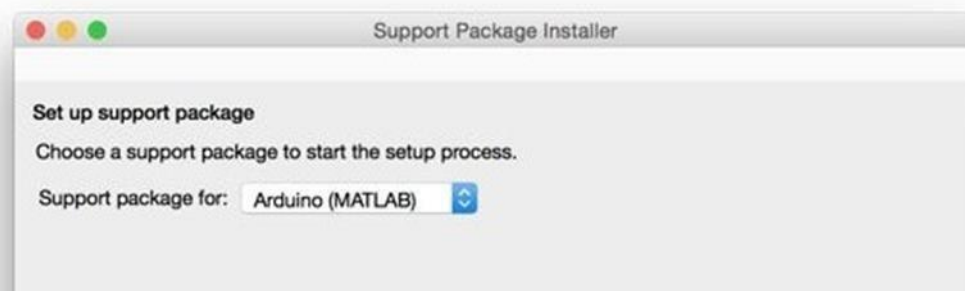 Support Package Installer
Set up support package
Choose a support package to start the setup process.
Support package for: Arduino (MATLAB)